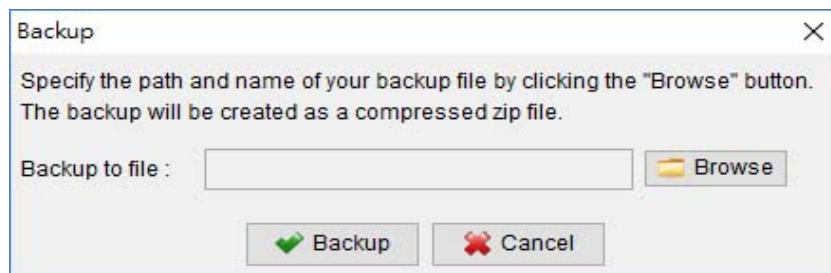 Backup
Specify the path and name of your backup file by clicking the "Browse" button.
The backup will be created as a compressed zip file.
Backup to file :
Browse
Backup
Cancel